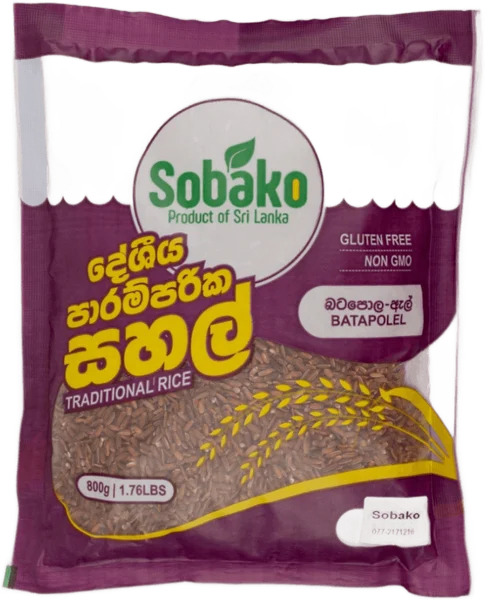 Sobako
Product of Sri Lanka
දේශීය
පාරම්පරික
සහල්
TRADITIONAL RICE
GLUTEN FREE
NON GMO
බටපොල-ඇල්
BATAPOLEL
800g | 1.76LBS
Sobako